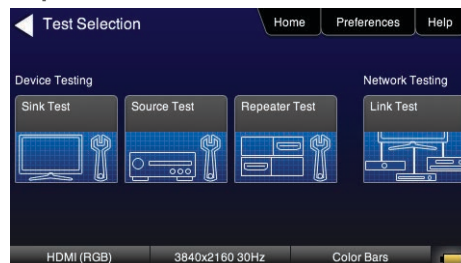 Test Selection
Home
Preferences
Help
Device Testing
Network Testing
Sink Test
Source Test
Repeater Test
Link Test
HDMI (RGB)
3840x2160 30Hz
Color Bars